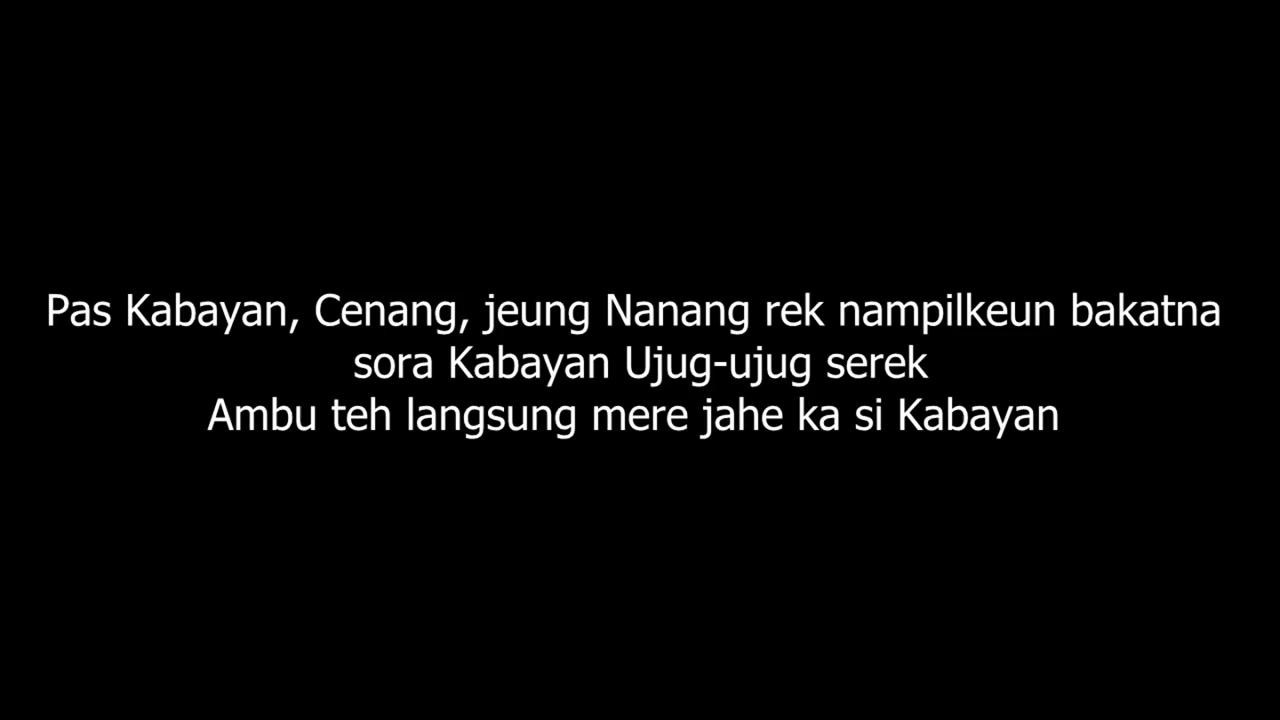 Pas Kabayan, Cenang, jeung Nanang rek nampilkeun bakatna
sora Kabayan Ujug-ujug serek
Ambu teh langsung mere jahe ka si Kabayan